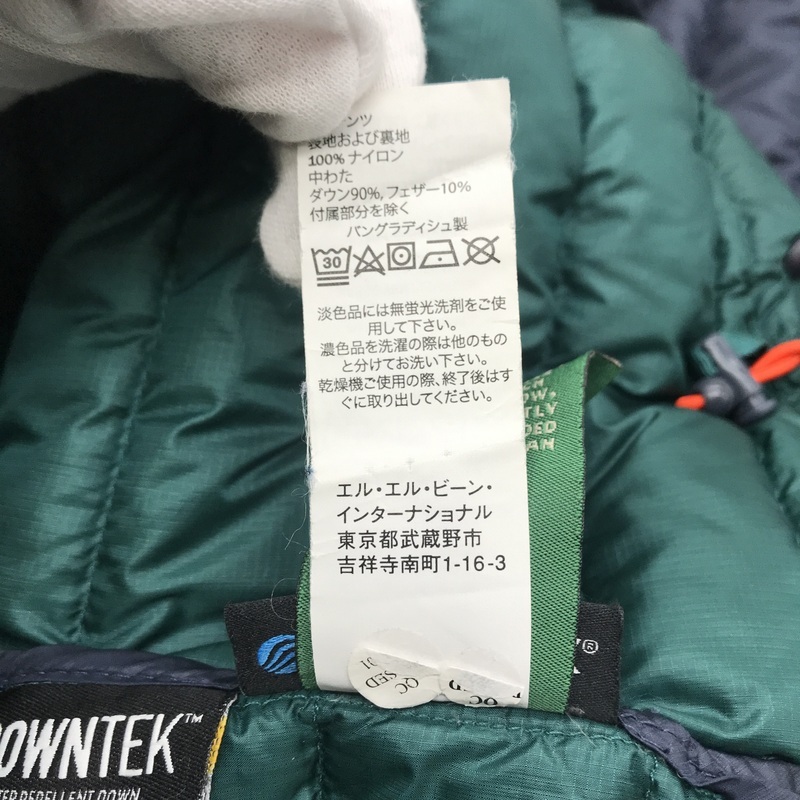 ンツ
表地および裏地
100% ナイロン
中わた
ダウン90%, フェザー10%
付属部分を除く
バングラディシュ製
30
淡色品には無蛍光洗剤をご使
用して下さい。
濃色品を洗濯の際は他のもの
と分けてお洗い下さい。
乾燥機ご使用の際、終了後はす
ぐに取り出してください。
エル・エル・ビーン・
インターナショナル
東京都武蔵野市
吉祥寺南町1-16-3
QC
OWNTEK™
REPELLENT DOWN